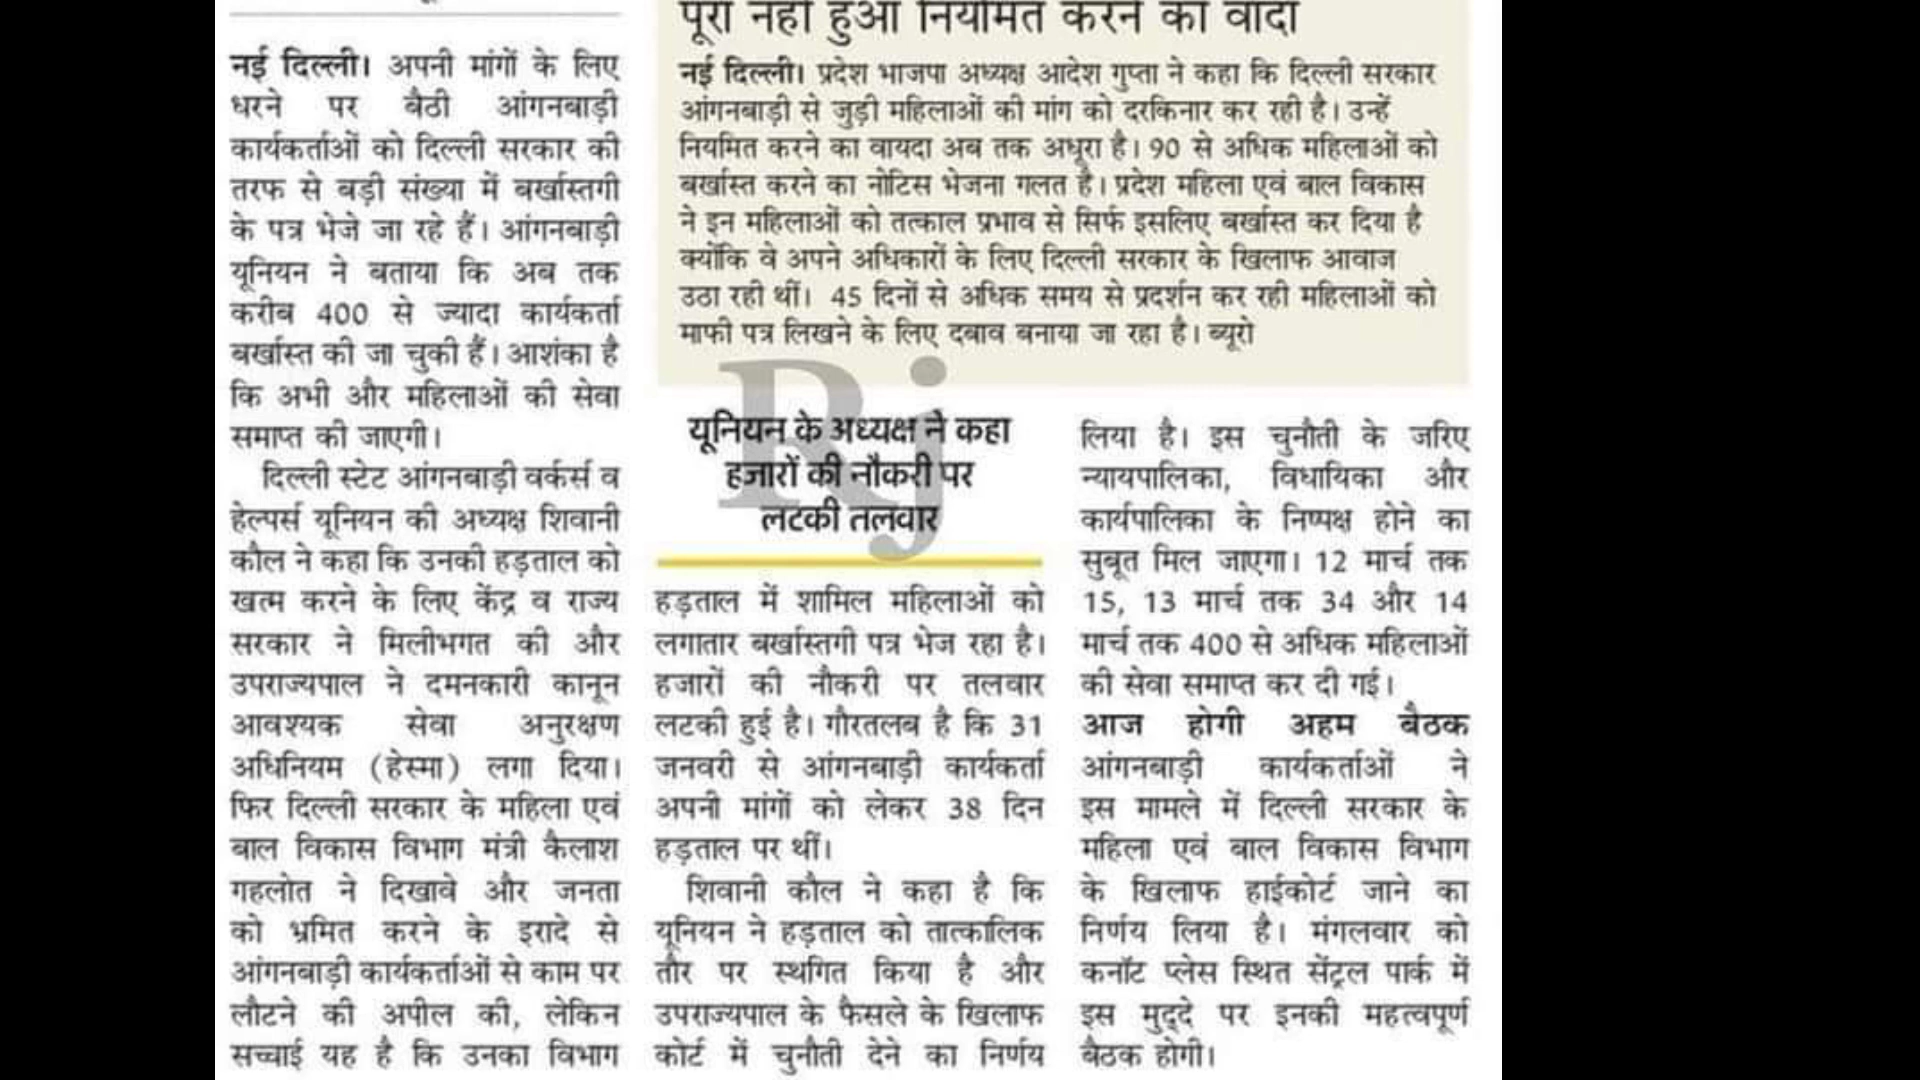 पूरा नहीं हुआ नियमित करने का वादा
नई दिल्ली। प्रदेश भाजपा अध्यक्ष आदेश गुप्ता ने कहा कि दिल्ली सरकार
आंगनबाड़ी से जुड़ी महिलाओं की मांग को दरकिनार कर रही है। उन्हें
नियमित करने का वायदा अब तक अधूरा है। 90 से अधिक महिलाओं को
बर्खास्त करने का नोटिस भेजना गलत है। प्रदेश महिला एवं बाल विकास
ने इन महिलाओं को तत्काल प्रभाव से सिर्फ इसलिए बर्खास्त कर दिया है
क्योंकि वे अपने अधिकारों के लिए दिल्ली सरकार के खिलाफ आवाज
उठा रही थीं। 45 दिनों से अधिक समय से प्रदर्शन कर रही महिलाओं को
माफी पत्र लिखने के लिए दबाव बनाया जा रहा है। ब्यूरो
नई दिल्ली। अपनी मांगों के लिए
धरने पर बैठी आंगनबाड़ी
कार्यकर्ताओं को दिल्ली सरकार की
तरफ से बड़ी संख्या में बर्खास्तगी
के पत्र भेजे जा रहे हैं। आंगनबाड़ी
यूनियन ने बताया कि अब तक
करीब 400 से ज्यादा कार्यकर्ता
बर्खास्त की जा चुकी हैं। आशंका है
कि अभी और महिलाओं की सेवा
समाप्त की जाएगी।
दिल्ली स्टेट आंगनबाड़ी वर्कर्स व
हेल्पर्स यूनियन की अध्यक्ष शिवानी
कौल ने कहा कि उनकी हड़ताल को
खत्म करने के लिए केंद्र व राज्य
सरकार ने मिलीभगत की और
उपराज्यपाल ने दमनकारी कानून
आवश्यक सेवा अनुरक्षण
अधिनियम (हेस्मा) लगा दिया।
फिर दिल्ली सरकार के महिला एवं
बाल विकास विभाग मंत्री कैलाश
गहलोत ने दिखावे और जनता
को भ्रमित करने के इरादे से
आंगनबाड़ी कार्यकर्ताओं से काम पर
लौटने की अपील की, लेकिन
सच्चाई यह है कि उनका विभाग
Rj
यूनियन के अध्यक्ष ने कहा
हजारों की नौकरी पर
लटकी तलवार
हड़ताल में शामिल महिलाओं को
लगातार बर्खास्तगी पत्र भेज रहा है।
हजारों की नौकरी पर तलवार
लटकी हुई है। गौरतलब है कि 31
जनवरी से आंगनबाड़ी कार्यकर्ता
अपनी मांगों को लेकर 38 दिन
हड़ताल पर थीं।
शिवानी कौल ने कहा है कि
यूनियन ने हड़ताल को तात्कालिक
तौर पर स्थगित किया है और
उपराज्यपाल के फैसले के खिलाफ
कोर्ट में चुनौती देने का निर्णय
लिया है। इस चुनौती के जरिए
न्यायपालिका, विधायिका और
कार्यपालिका के निष्पक्ष होने का
सुबूत मिल जाएगा। 12 मार्च तक
15, 13 मार्च तक 34 और 14
मार्च तक 400 से अधिक महिलाओं
की सेवा समाप्त कर दी गई।
आज होगी अहम बैठक
आंगनबाड़ी कार्यकर्ताओं ने
इस मामले में दिल्ली सरकार के
महिला एवं बाल विकास विभाग
के खिलाफ हाईकोर्ट जाने का
निर्णय लिया है। मंगलवार को
कनॉट प्लेस स्थित सेंट्रल पार्क में
इस मुद्दे पर इनकी महत्वपूर्ण
बैठक होगी।